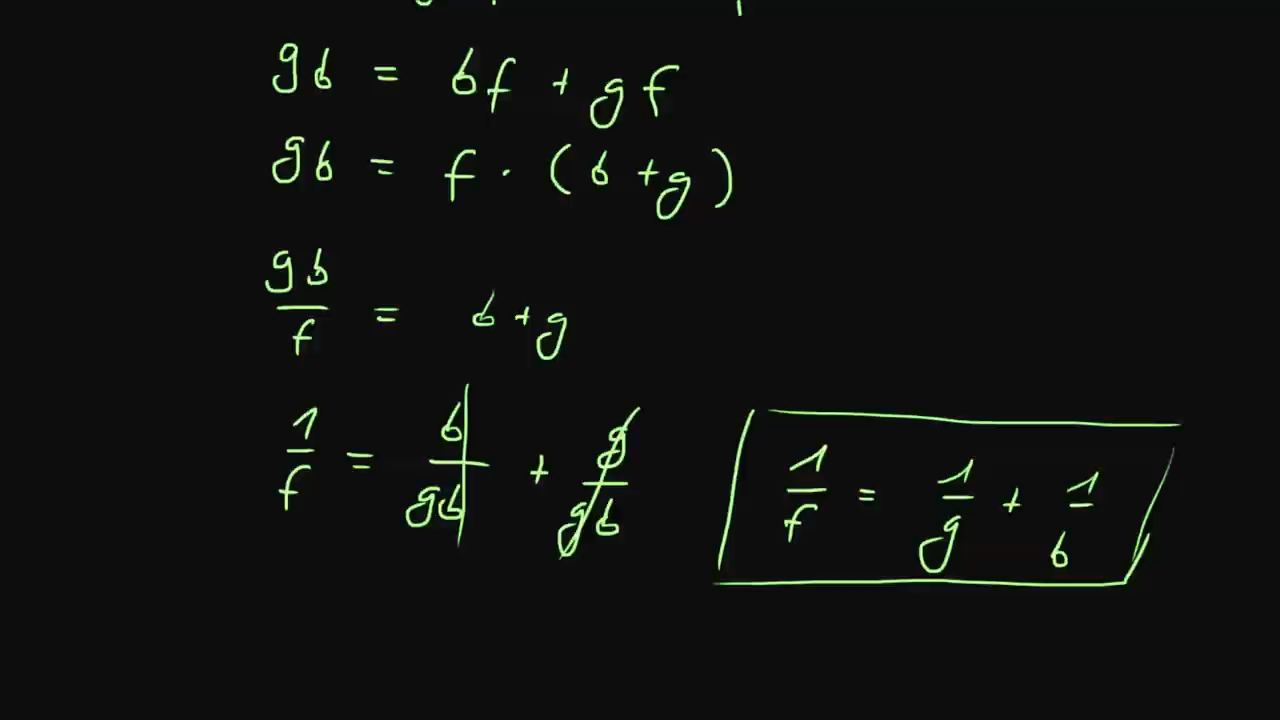 gb = bf + gf
gb = f · (b + g)
gb/f = b + g
1/f = b/gb + g/gb
1/f = 1/g + 1/b